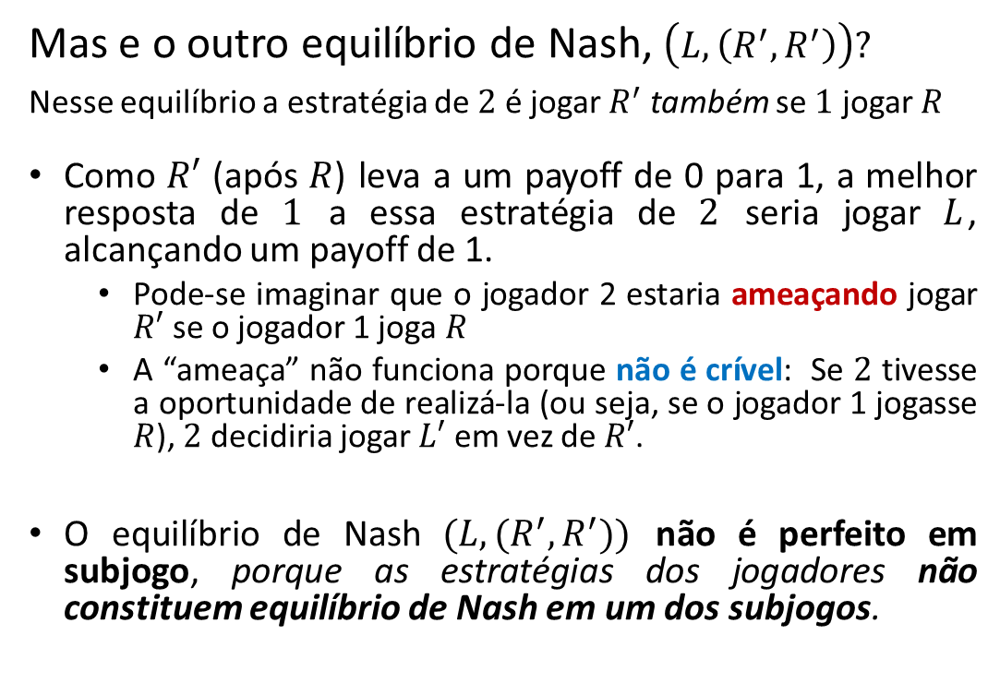 Mas e o outro equilíbrio de Nash, (L, (R′, R′))?
Nesse equilíbrio a estratégia de 2 é jogar R′ também se 1 jogar R
• Como R′ (após R) leva a um payoff de 0 para 1, a melhor
resposta de 1 a essa estratégia de 2 seria jogar L,
alcançando um payoff de 1.
• Pode-se imaginar que o jogador 2 estaria ameaçando jogar
R′ se o jogador 1 joga R
• A “ameaça” não funciona porque não é crível: Se 2 tivesse
a oportunidade de realizá-la (ou seja, se o jogador 1 jogasse
R), 2 decidiria jogar L′ em vez de R′.
• O equilíbrio de Nash (L, (R′, R′)) não é perfeito em
subjogo, porque as estratégias dos jogadores não
constituem equilíbrio de Nash em um dos subjogos.